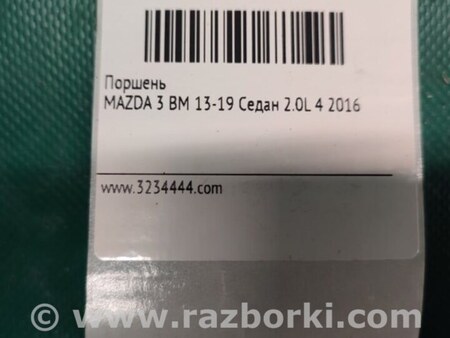 Поршень
MAZDA 3 BM 13-19 Седан 2.0L 4 2016
www.3234444.com
© www.razborki.com